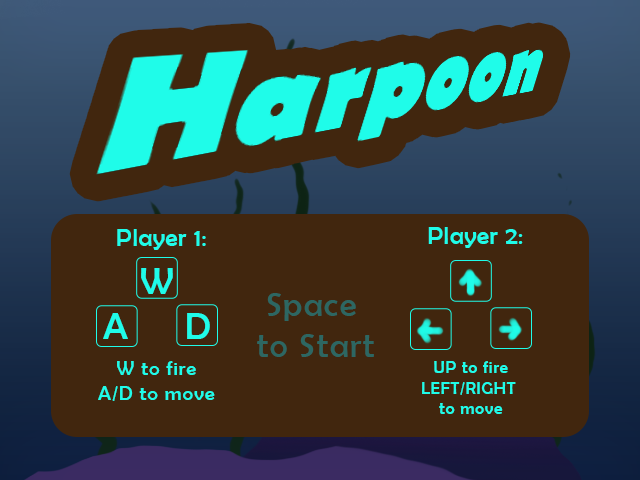 Harpoon
Player 1:
W
A D
W to fire
A/D to move
Space
to Start
Player 2:
↑
← →
UP to fire
LEFT/RIGHT
to move